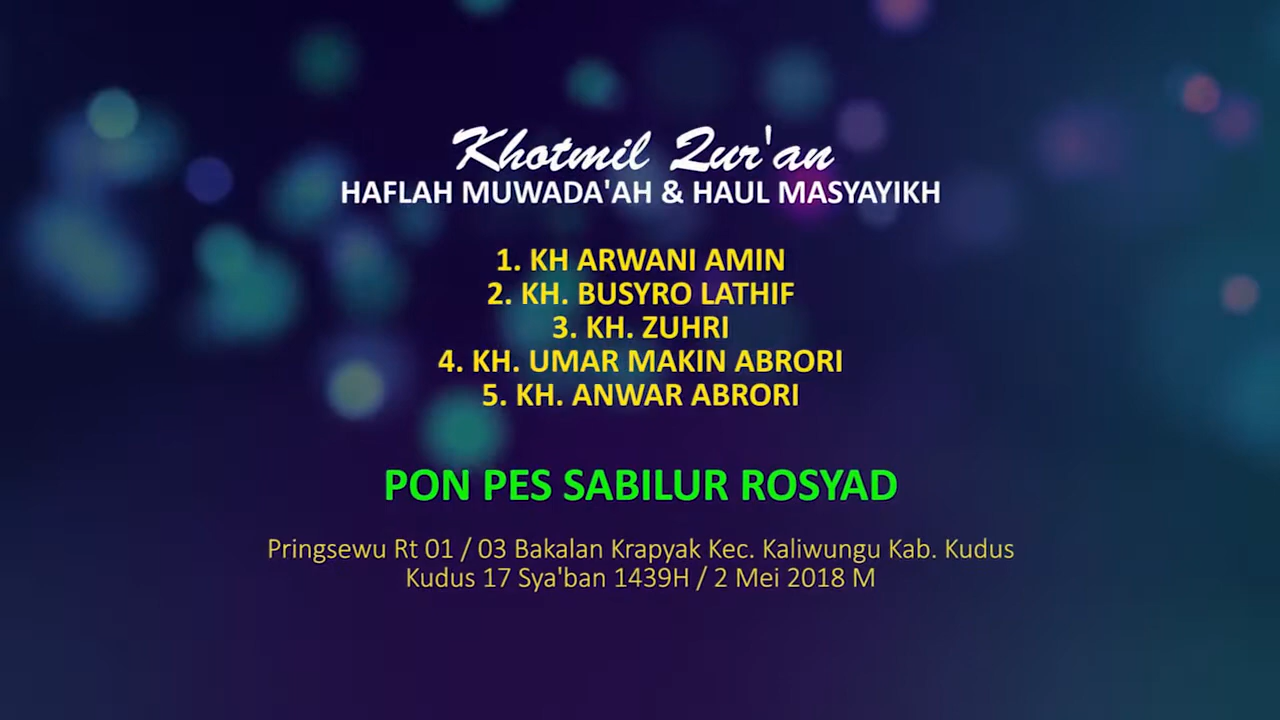 Khotmil Qur'an
HAFLAH MUWADA'AH & HAUL MASYAYIKH
1. KH ARWANI AMIN
2. KH. BUSYRO LATHIF
3. KH. ZUHRI
4. KH. UMAR MAKIN ABRORI
5. KH. ANWAR ABRORI
PON PES SABILUR ROSYAD
Pringsewu Rt 01 / 03 Bakalan Krapyak Kec. Kaliwungu Kab. Kudus
Kudus 17 Sya'ban 1439H / 2 Mei 2018 M